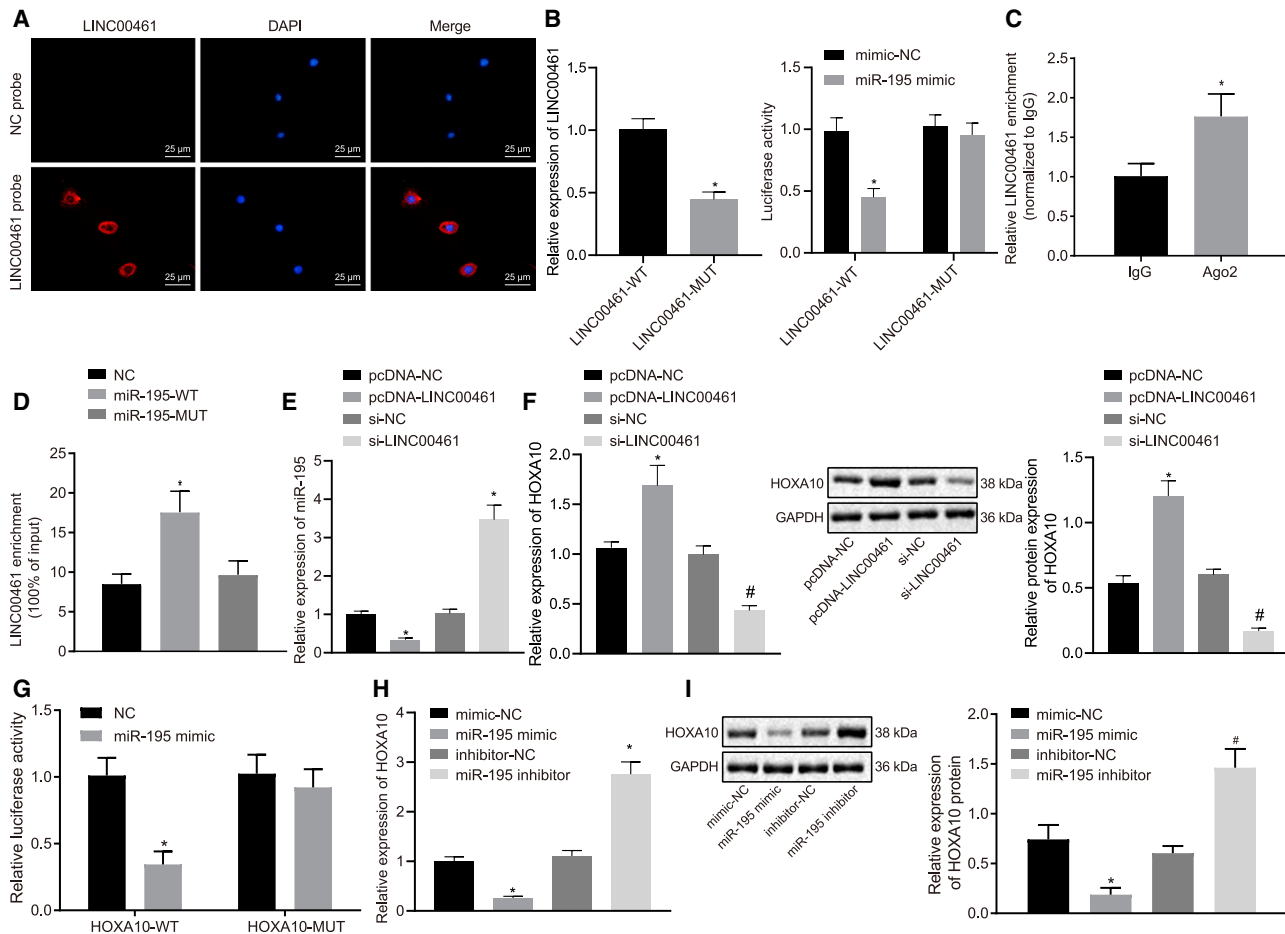 A
LINC00461
DAPI
Merge
NC probe
25 µm
25 µm
25 µm
LINC00461 probe
25 µm
25 µm
25 µm
B
Relative expression of LINC00461
1.5
1.0
0.5
0.0
*
LINC00461-WT
LINC00461-MUT
mimic-NC
miR-195 mimic
Luciferase activity
1.5
1.0
0.5
0.0
*
LINC00461-WT
LINC00461-MUT
C
Relative LINC00461 enrichment
(normalized to IgG)
2.5
2.0
1.5
1.0
0.5
0.0
*
IgG
Ago2
D
NC
miR-195-WT
miR-195-MUT
LINC00461 enrichment
(100% of input)
25
20
15
10
5
0
*
E
pcDNA-NC
pcDNA-LINC00461
si-NC
si-LINC00461
Relative expression of miR-195
5
4
3
2
1
0
*
*
F
pcDNA-NC
pcDNA-LINC00461
si-NC
si-LINC00461
Relative expression of HOXA10
2.0
1.5
1.0
0.5
0.0
*
#
HOXA10
38 kDa
GAPDH
36 kDa
pcDNA-NC
pcDNA-LINC00461
si-NC
si-LINC00461
pcDNA-NC
pcDNA-LINC00461
si-NC
si-LINC00461
Relative protein expression
of HOXA10
1.5
1.0
0.5
0.0
*
#
G
NC
miR-195 mimic
Relative luciferase activity
1.5
1.0
0.5
0.0
*
HOXA10-WT
HOXA10-MUT
H
mimic-NC
miR-195 mimic
inhibitor-NC
miR-195 inhibitor
Relative expression of HOXA10
4
3
2
1
0
*
*
I
HOXA10
38 kDa
GAPDH
36 kDa
mimic-NC
miR-195 mimic
inhibitor-NC
miR-195 inhibitor
mimic-NC
miR-195 mimic
inhibitor-NC
miR-195 inhibitor
Relative expression
of HOXA10 protein
2.0
1.5
1.0
0.5
0.0
*
#